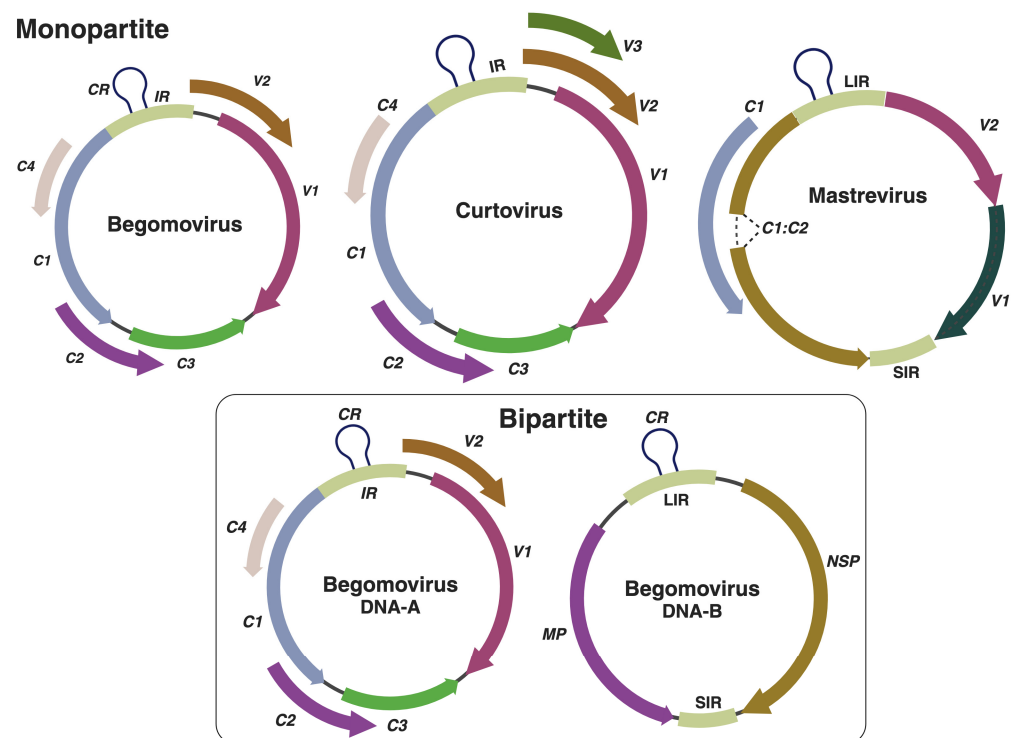 Monopartite
CR
IR
V2
C4
V1
Begomovirus
C1
C2
C3
IR
V3
C4
V2
V1
Curtovirus
C1
C2
C3
LIR
C1
V2
Mastrevirus
C1:C2
V1
SIR
Bipartite
CR
V2
IR
C4
V1
Begomovirus
DNA-A
C1
C2
C3
CR
LIR
NSP
Begomovirus
DNA-B
MP
SIR